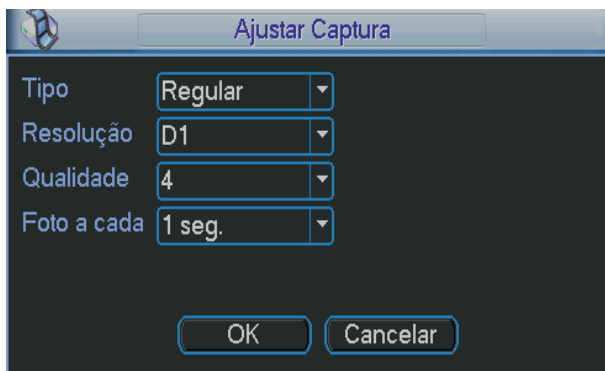 Ajustar Captura
Tipo Regular
Resolução D1
Qualidade 4
Foto a cada 1 seg.
OK Cancelar